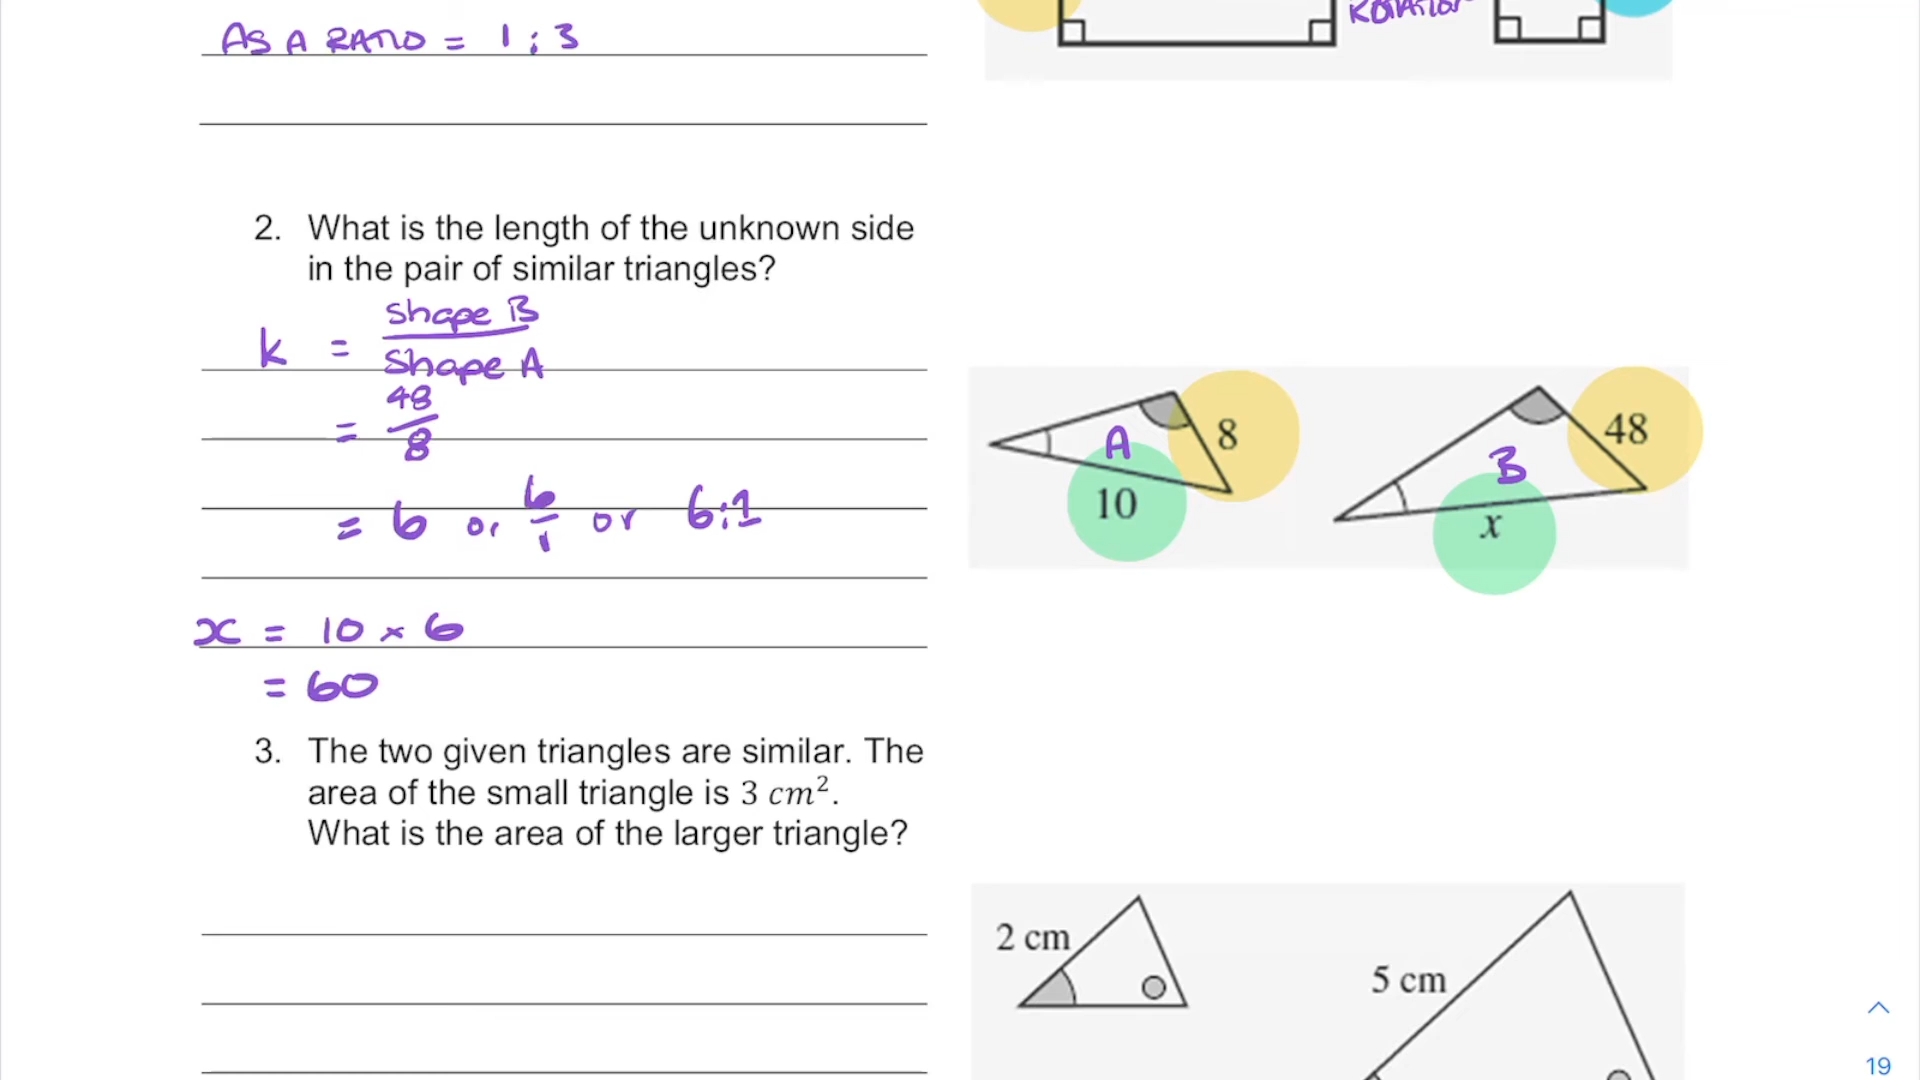 AS A RATIO = 1 : 3
ROTATION
2. What is the length of the unknown side
in the pair of similar triangles?
k = Shape B
Shape A
= 48
8
= 6 or 6/1 or 6:1
x = 10 × 6
= 60
A
8
10
B
48
x
3. The two given triangles are similar. The
area of the small triangle is 3 cm².
What is the area of the larger triangle?
2 cm
5 cm
19